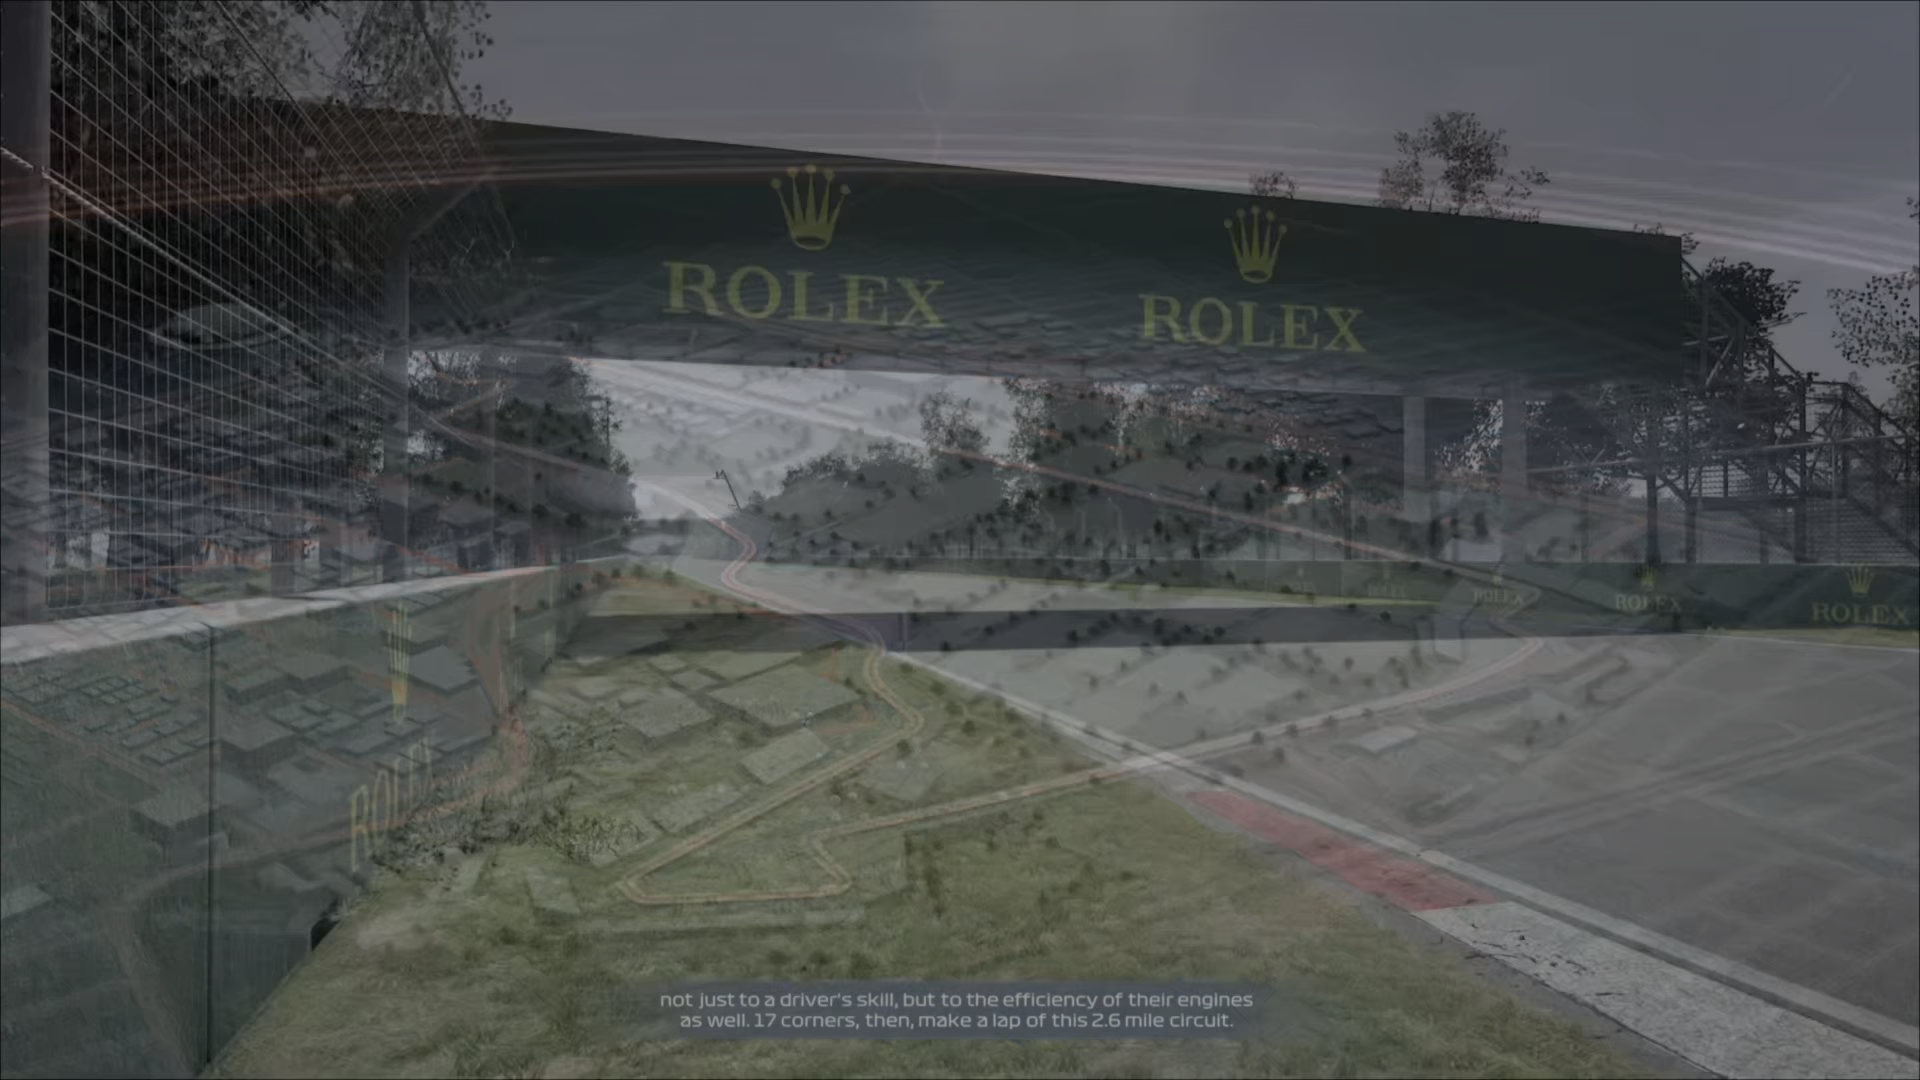 ROLEX
ROLEX
ROLEX
ROLEX
ROLEX
ROLEX
not just to a driver's skill, but to the efficiency of their engines
as well. 17 corners, then, make a lap of this 2.6 mile circuit.